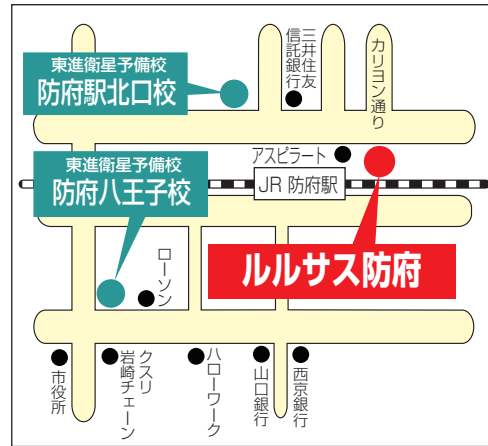 東進衛星予備校
防府駅北口校
三井住友
信託銀行
カリヨン通り
アスピラート
東進衛星予備校
防府八王子校
JR 防府駅
ルルサス防府
ローソン
市役所
クスリ
岩崎チェーン
ハローワーク
山口銀行
西京銀行